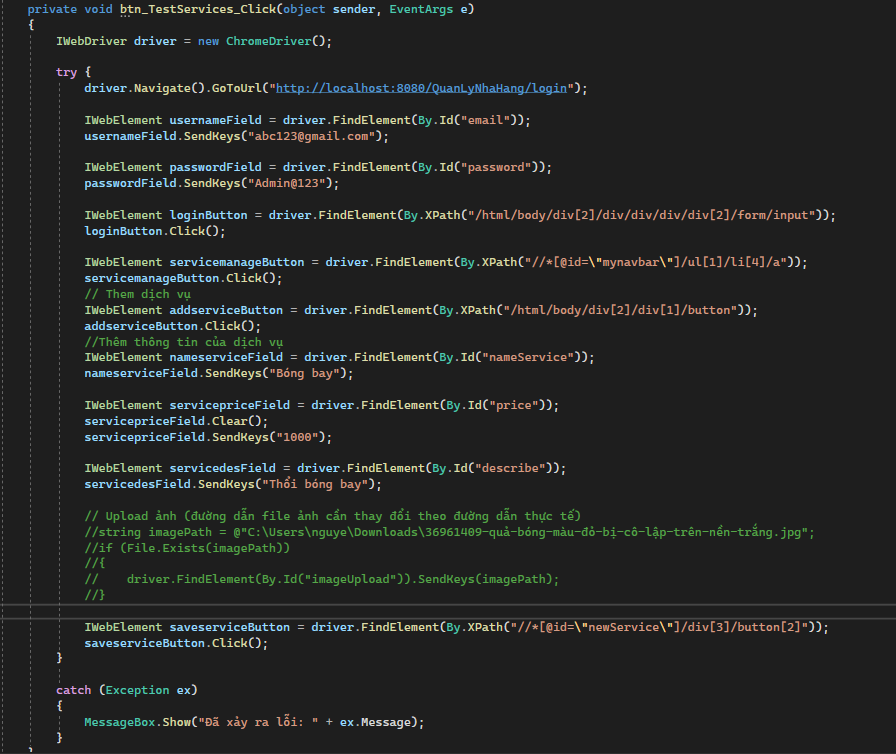 private void btn_TestServices_Click(object sender, EventArgs e)
{
IWebDriver driver = new ChromeDriver();
try {
driver.Navigate().GoToUrl("http://localhost:8080/QuanLyNhaHang/login");
IWebElement usernameField = driver.FindElement(By.Id("email"));
usernameField.SendKeys("abc123@gmail.com");
IWebElement passwordField = driver.FindElement(By.Id("password"));
passwordField.SendKeys("Admin@123");
IWebElement loginButton = driver.FindElement(By.XPath("/html/body/div[2]/div/div/div/div[2]/form/input"));
loginButton.Click();
IWebElement servicemanageButton = driver.FindElement(By.XPath("//*[@id=\"mynavbar\"]/ul[1]/li[4]/a"));
servicemanageButton.Click();
// Them dịch vụ
IWebElement addserviceButton = driver.FindElement(By.XPath("/html/body/div[2]/div[1]/button"));
addserviceButton.Click();
//Thêm thông tin của dịch vụ
IWebElement nameserviceField = driver.FindElement(By.Id("nameService"));
nameserviceField.SendKeys("Bóng bay");
IWebElement servicepriceField = driver.FindElement(By.Id("price"));
servicepriceField.Clear();
servicepriceField.SendKeys("1000");
IWebElement servicedesField = driver.FindElement(By.Id("describe"));
servicedesField.SendKeys("Thổi bóng bay");
// Upload ảnh (đường dẫn file ảnh cần thay đổi theo đường dẫn thực tế)
//string imagePath = @"C:\Users\nguye\Downloads\36961409-quả-bóng-màu-đỏ-bị-cô-lập-trên-nền-trắng.jpg";
//if (File.Exists(imagePath))
//{
//    driver.FindElement(By.Id("imageUpload")).SendKeys(imagePath);
//}
IWebElement saveserviceButton = driver.FindElement(By.XPath("//*[@id=\"newService\"]/div[3]/button[2]"));
saveserviceButton.Click();
}
catch (Exception ex)
{
MessageBox.Show("Đã xảy ra lỗi: " + ex.Message);
}
}